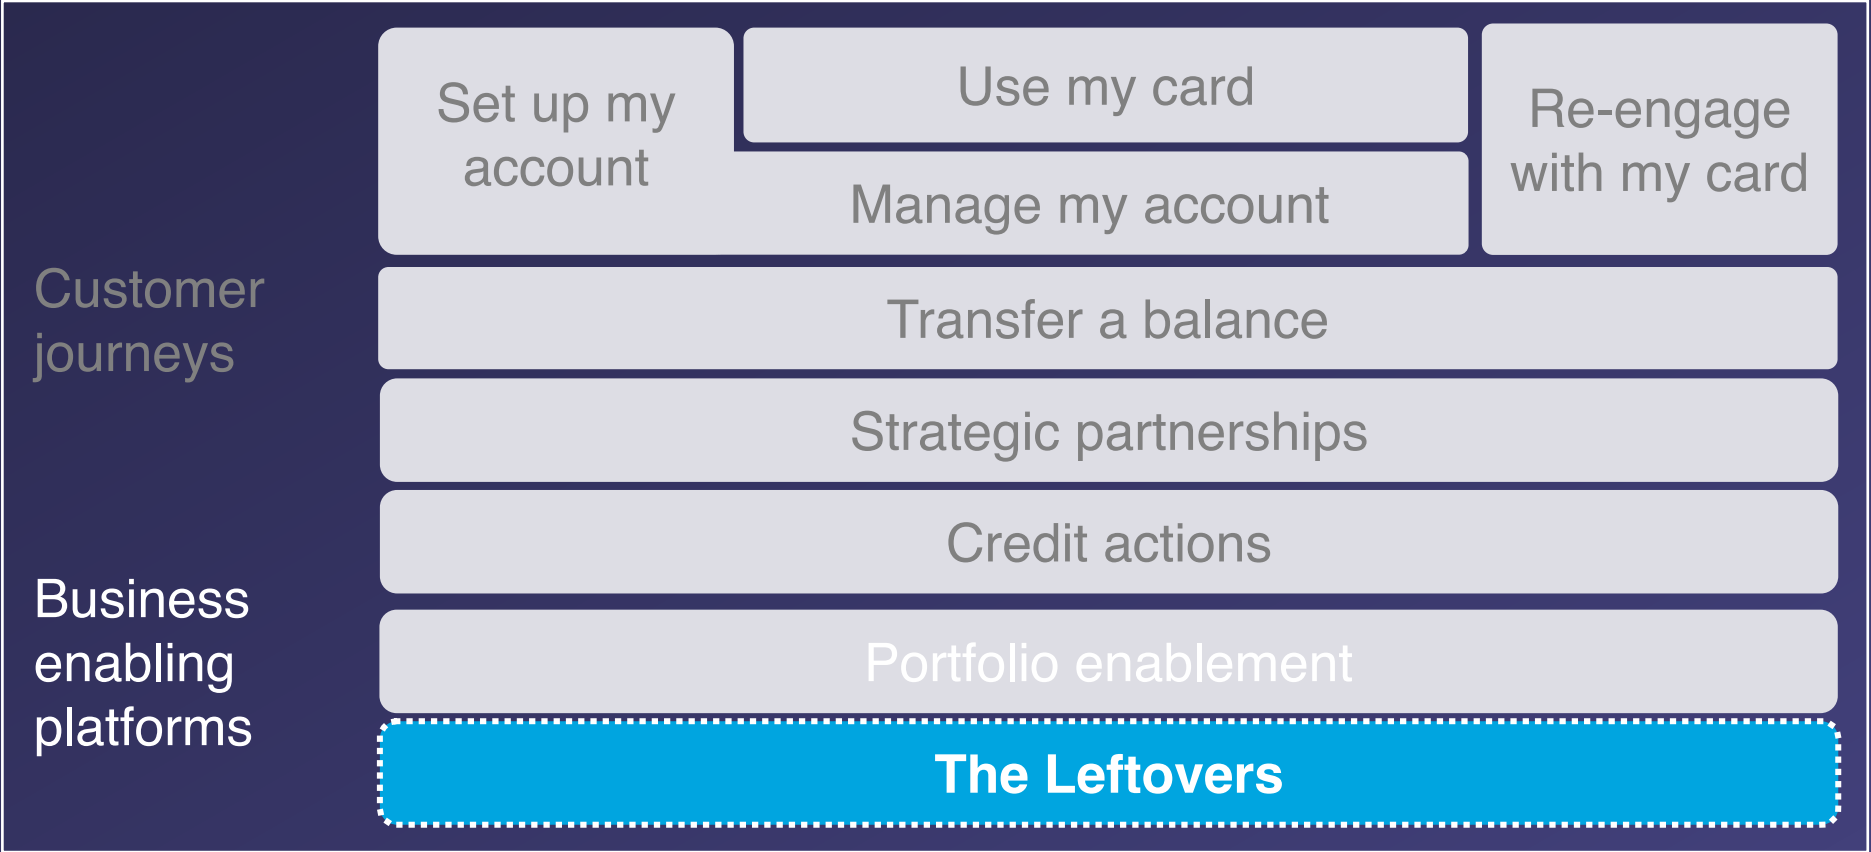 Set up my
account
Use my card
Manage my account
Re-engage
with my card
Customer
journeys
Transfer a balance
Strategic partnerships
Credit actions
Business
enabling
platforms
Portfolio enablement
The Leftovers